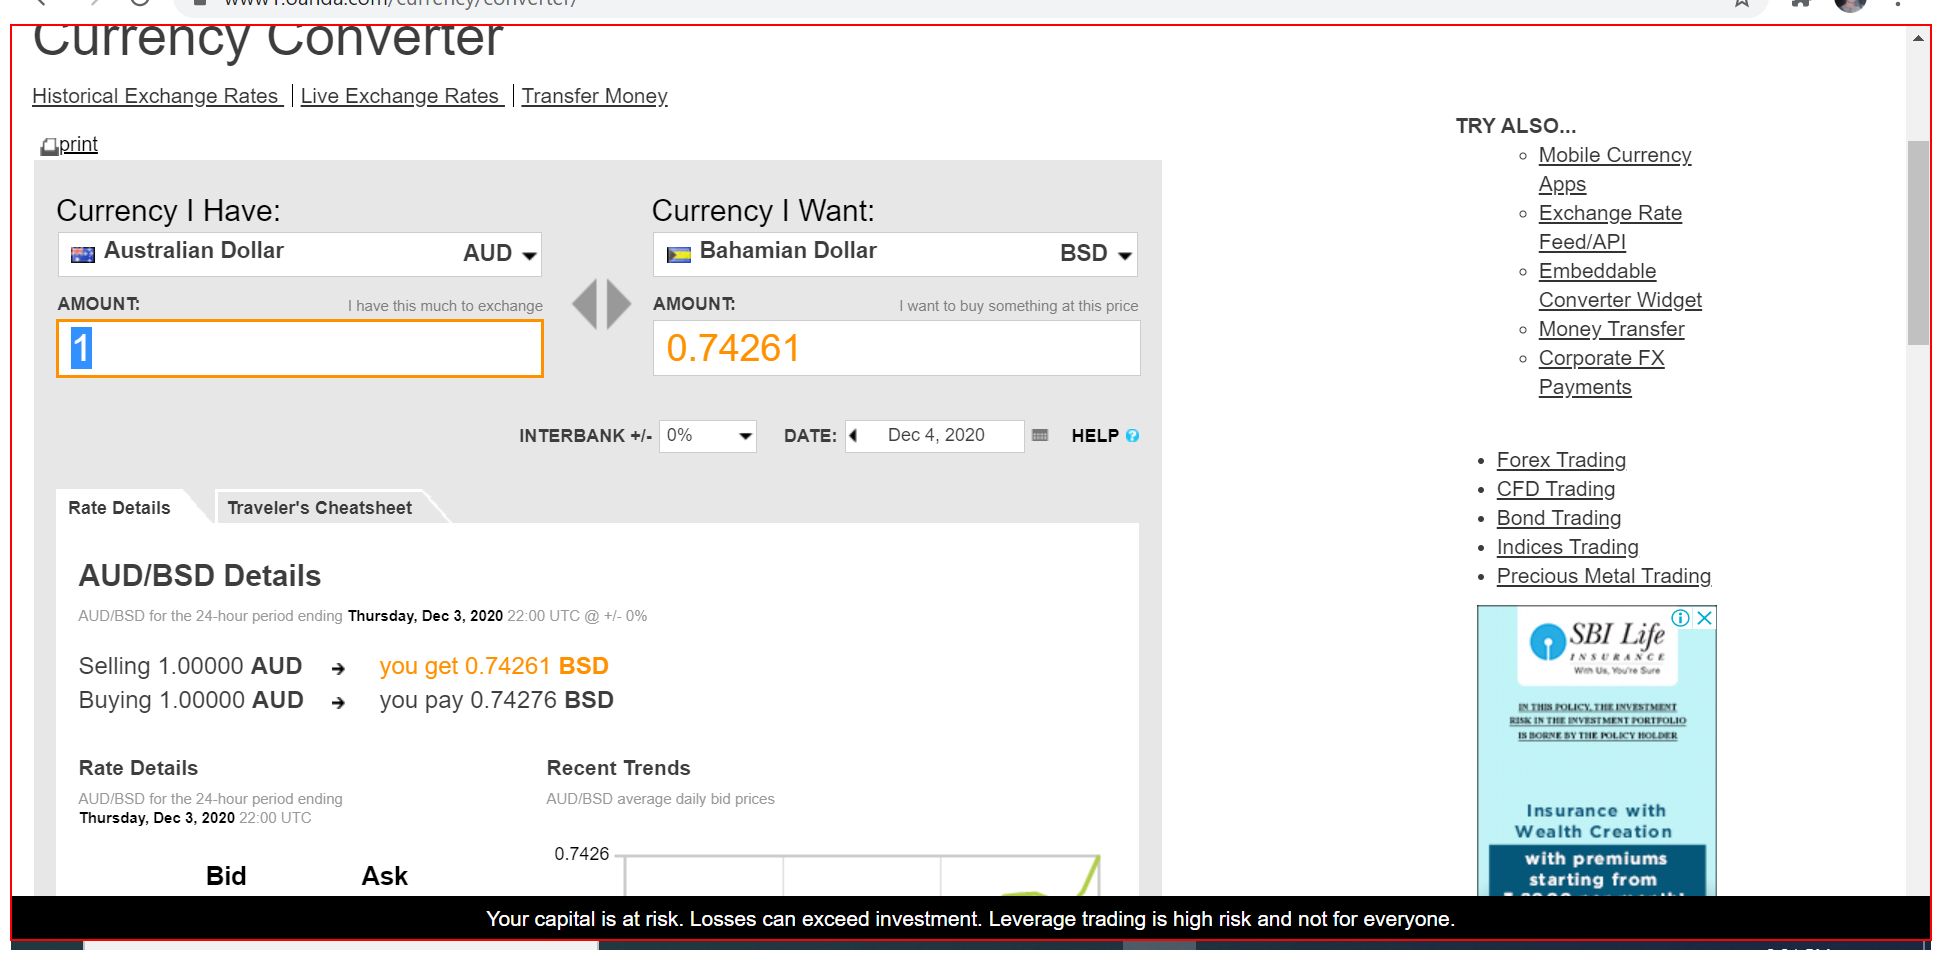 www1.oanda.com/currency/converter/
Currency Converter
Historical Exchange Rates | Live Exchange Rates | Transfer Money
print
Currency I Have:
Australian Dollar AUD
AMOUNT: I have this much to exchange
1
Currency I Want:
Bahamian Dollar BSD
AMOUNT: I want to buy something at this price
0.74261
INTERBANK +/- 0% DATE: Dec 4, 2020 HELP ?
Rate Details Traveler's Cheatsheet
AUD/BSD Details
AUD/BSD for the 24-hour period ending Thursday, Dec 3, 2020 22:00 UTC @ +/- 0%
Selling 1.00000 AUD → you get 0.74261 BSD
Buying 1.00000 AUD → you pay 0.74276 BSD
Rate Details
AUD/BSD for the 24-hour period ending
Thursday, Dec 3, 2020 22:00 UTC
Bid Ask
Recent Trends
AUD/BSD average daily bid prices
0.7426
TRY ALSO...
Mobile Currency
Apps
Exchange Rate
Feed/API
Embeddable
Converter Widget
Money Transfer
Corporate FX
Payments
Forex Trading
CFD Trading
Bond Trading
Indices Trading
Precious Metal Trading
SBI Life
INSURANCE
With Us, You're Sure
IN THIS POLICY, THE INVESTMENT
RISK IN THE INVESTMENT PORTFOLIO
IS BORNE BY THE POLICY HOLDER
Insurance with
Wealth Creation
with premiums
starting from
Your capital is at risk. Losses can exceed investment. Leverage trading is high risk and not for everyone.